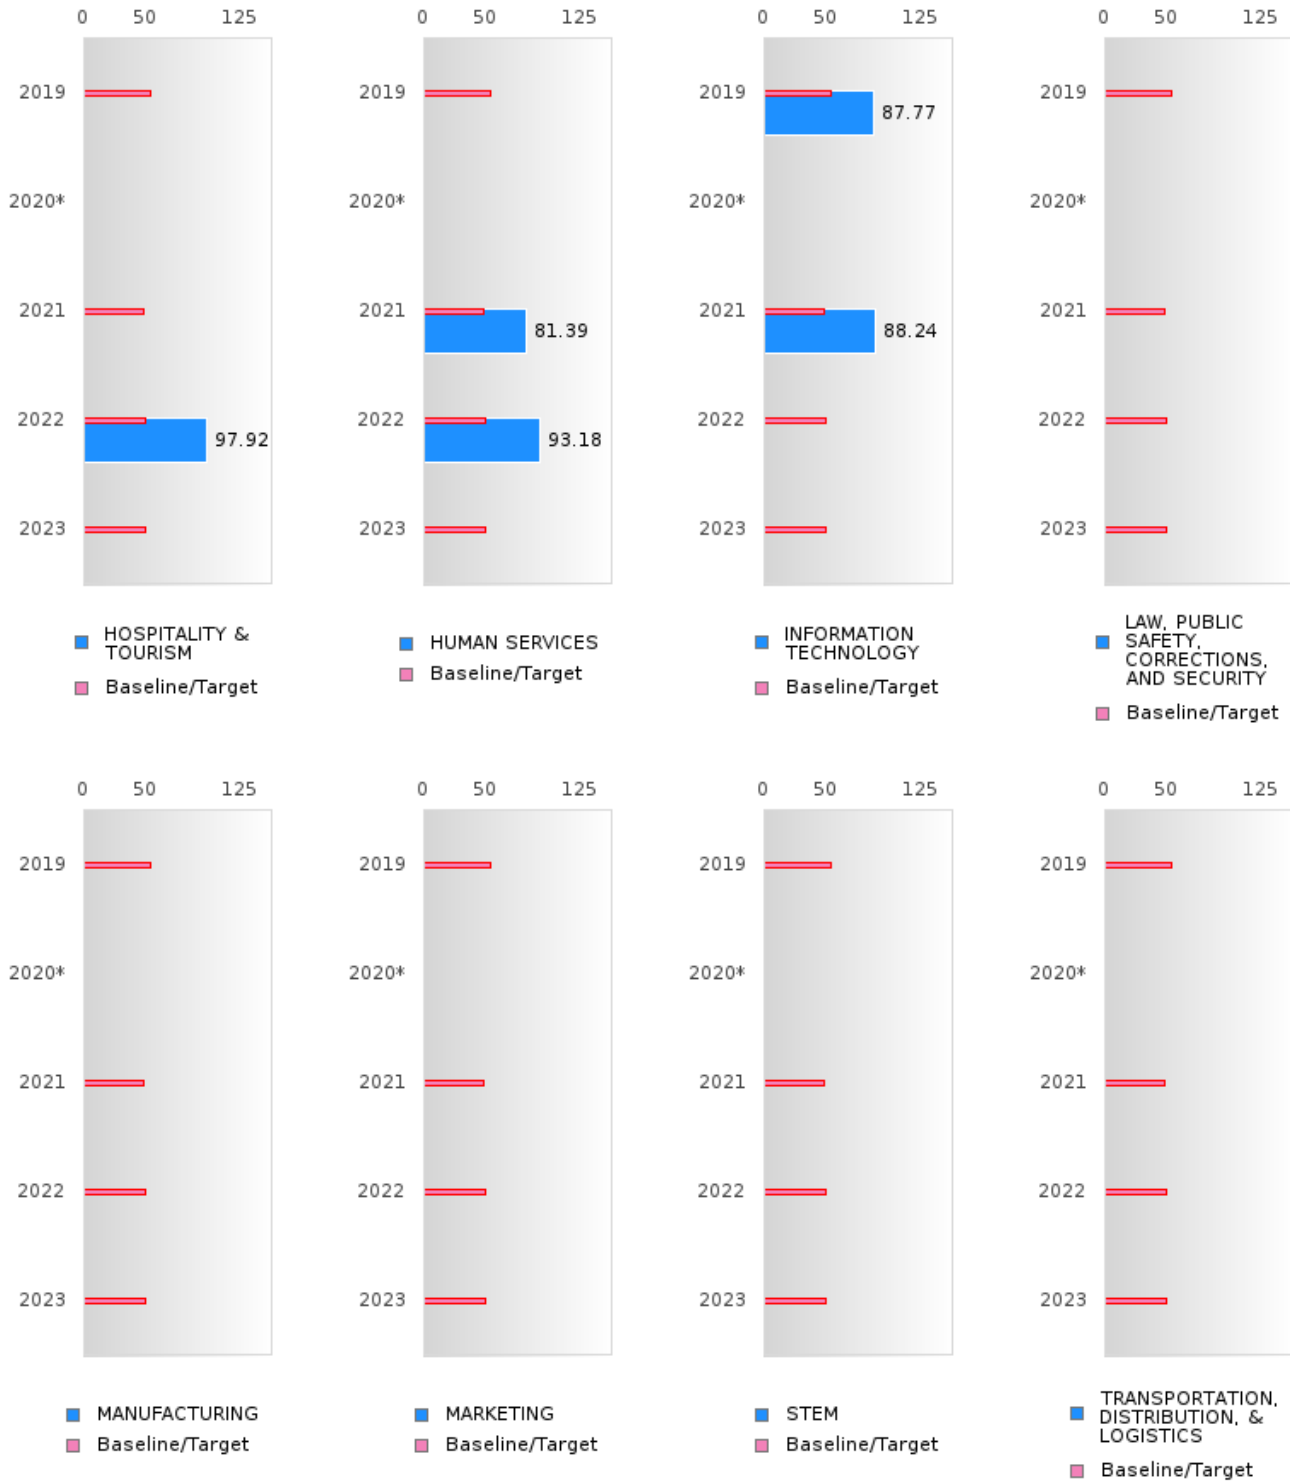 0 50 125 0 50 125 0 50 125 0 50 125
2019 2019 2019 87.77 2019
2020* 2020* 2020* 2020*
2021 2021 81.39 2021 88.24 2021
2022 97.92 2022 93.18 2022 2022
2023 2023 2023 2023
HOSPITALITY &
TOURISM
Baseline/Target
HUMAN SERVICES
Baseline/Target
INFORMATION
TECHNOLOGY
Baseline/Target
LAW, PUBLIC
SAFETY,
CORRECTIONS,
AND SECURITY
Baseline/Target
0 50 125 0 50 125 0 50 125 0 50 125
2019 2019 2019 2019
2020* 2020* 2020* 2020*
2021 2021 2021 2021
2022 2022 2022 2022
2023 2023 2023 2023
MANUFACTURING
Baseline/Target
MARKETING
Baseline/Target
STEM
Baseline/Target
TRANSPORTATION,
DISTRIBUTION, &
LOGISTICS
Baseline/Target